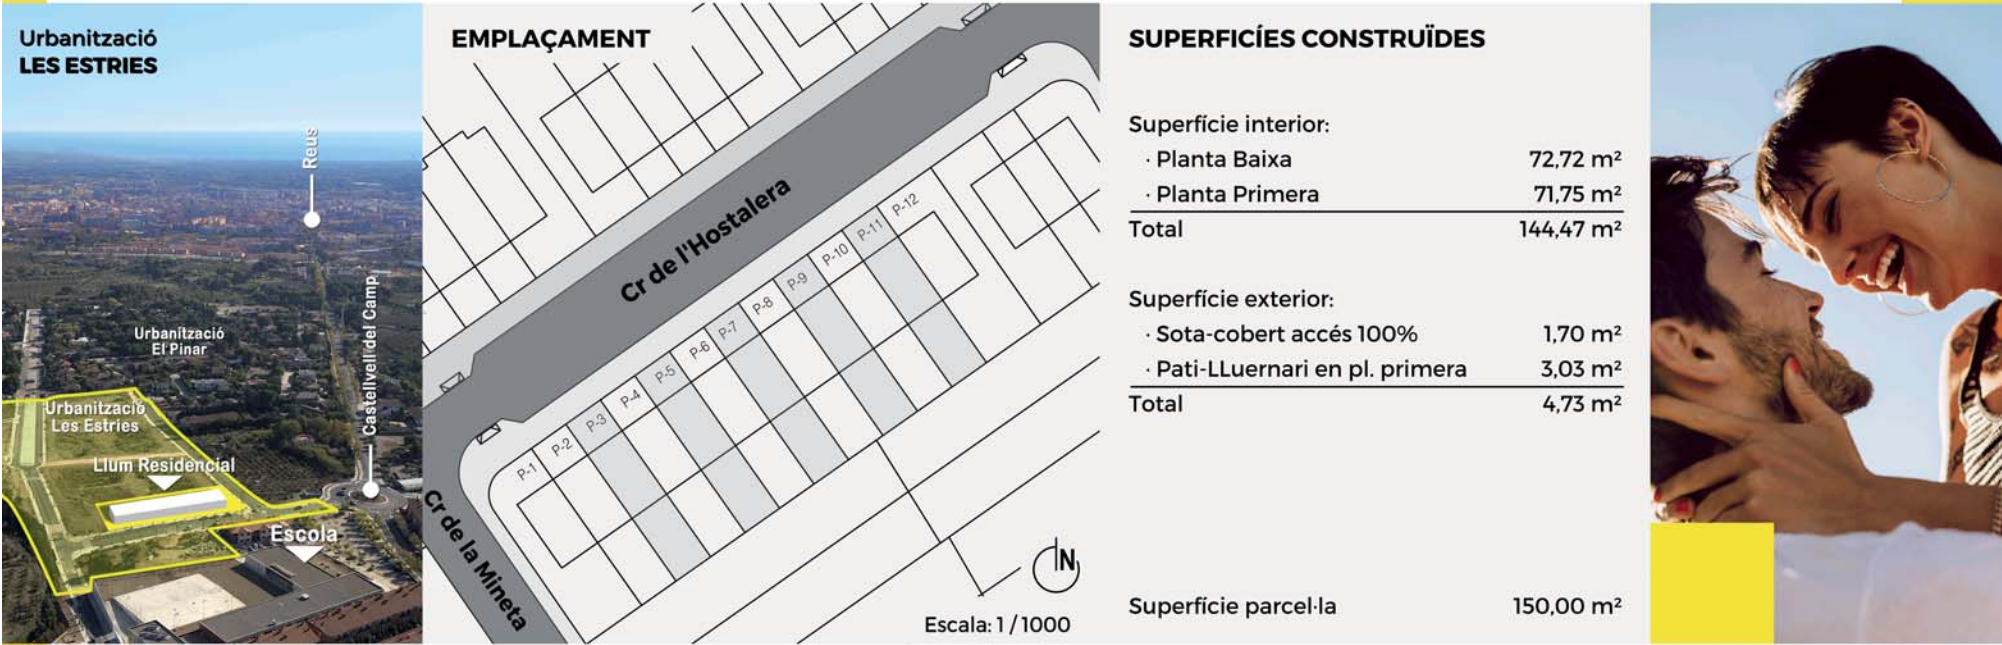 Urbanització
LES ESTRIES
Reus
Castellvell del Camp
Urbanització
El Pinar
Urbanització
Les Estries
Llum Residencial
Escola
EMPLAÇAMENT
Cr de l'Hostalera
Cr de la Mineta
P-1
P-2
P-3
P-4
P-5
P-6
P-7
P-8
P-9
P-10
P-11
P-12
N
Escala: 1 / 1000
SUPERFICÍES CONSTRUÏDES
Superfície interior:
· Planta Baixa 72,72 m²
· Planta Primera 71,75 m²
Total 144,47 m²
Superfície exterior:
· Sota-cobert accés 100% 1,70 m²
· Pati-LLuernari en pl. primera 3,03 m²
Total 4,73 m²
Superfície parcel·la 150,00 m²